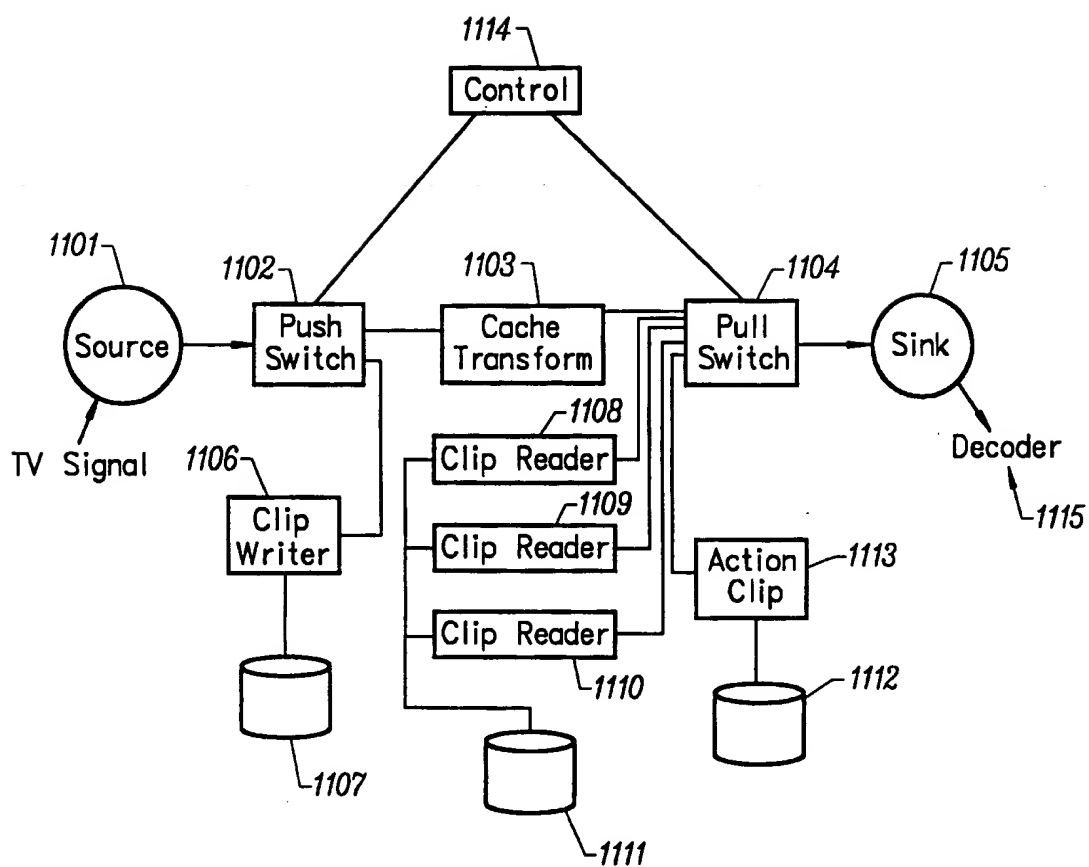 1114
Control
1101
1102
1103
1104
1105
Source
Push
Switch
Cache
Transform
Pull
Switch
Sink
TV Signal
Decoder
1115
1106
Clip
Writer
1107
1108
Clip Reader
1109
Clip Reader
Clip Reader
1110
1111
Action
Clip
1113
1112